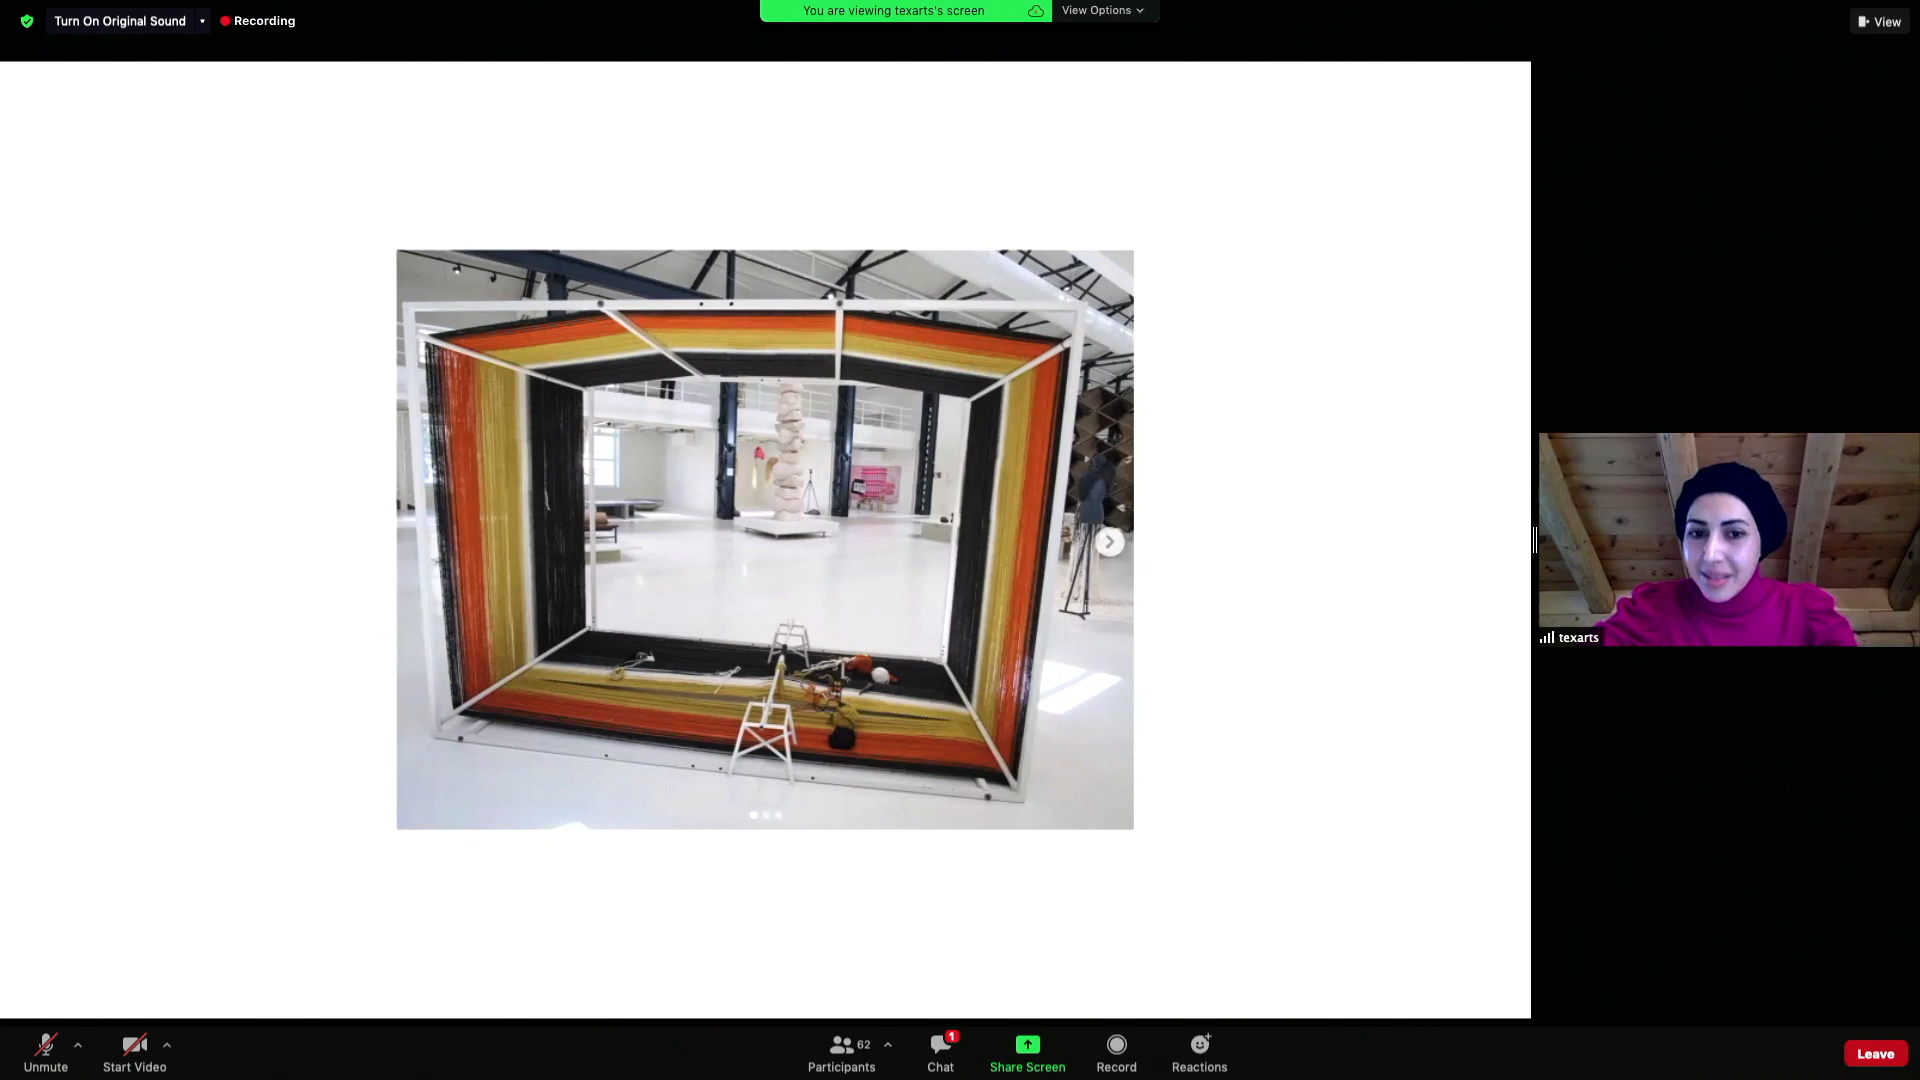 Turn On Original Sound
Recording
You are viewing texarts's screen
View Options
View
texarts
Unmute
Start Video
62
Participants
1
Chat
Share Screen
Record
Reactions
Leave